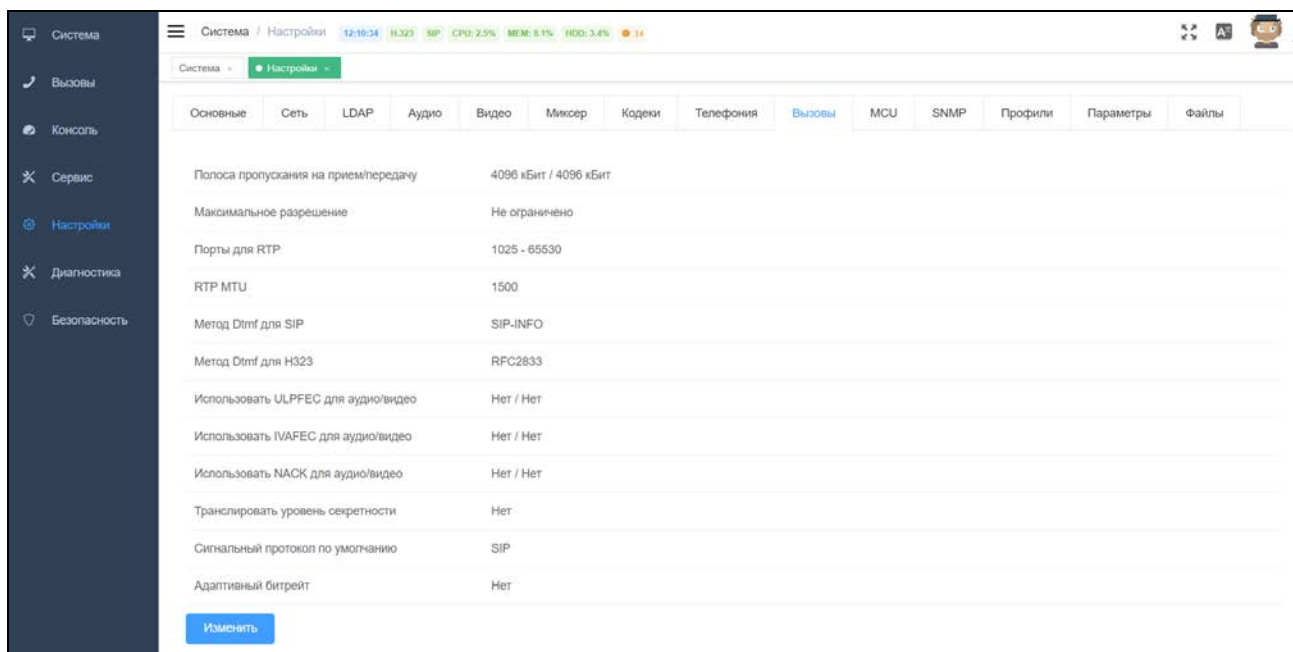 Система
Вызовы
Консоль
Сервис
Настройки
Диагностика
Безопасность
Система / Настройки 12:10:34 H.323 SIP CPU: 2.5% MEM: 8.1% HDD: 3.4% 14
Система × Настройки ×
Основные Сеть LDAP Аудио Видео Миксер Кодеки Телефония Вызовы MCU SNMP Профили Параметры Файлы
Полоса пропускания на прием/передачу 4096 кБит / 4096 кБит
Максимальное разрешение Не ограничено
Порты для RTP 1025 - 65530
RTP MTU 1500
Метод Dtmf для SIP SIP-INFO
Метод Dtmf для H323 RFC2833
Использовать ULPFEC для аудио/видео Нет / Нет
Использовать IVAFEC для аудио/видео Нет / Нет
Использовать NACK для аудио/видео Нет / Нет
Транслировать уровень секретности Нет
Сигнальный протокол по умолчанию SIP
Адаптивный битрейт Нет
Изменить